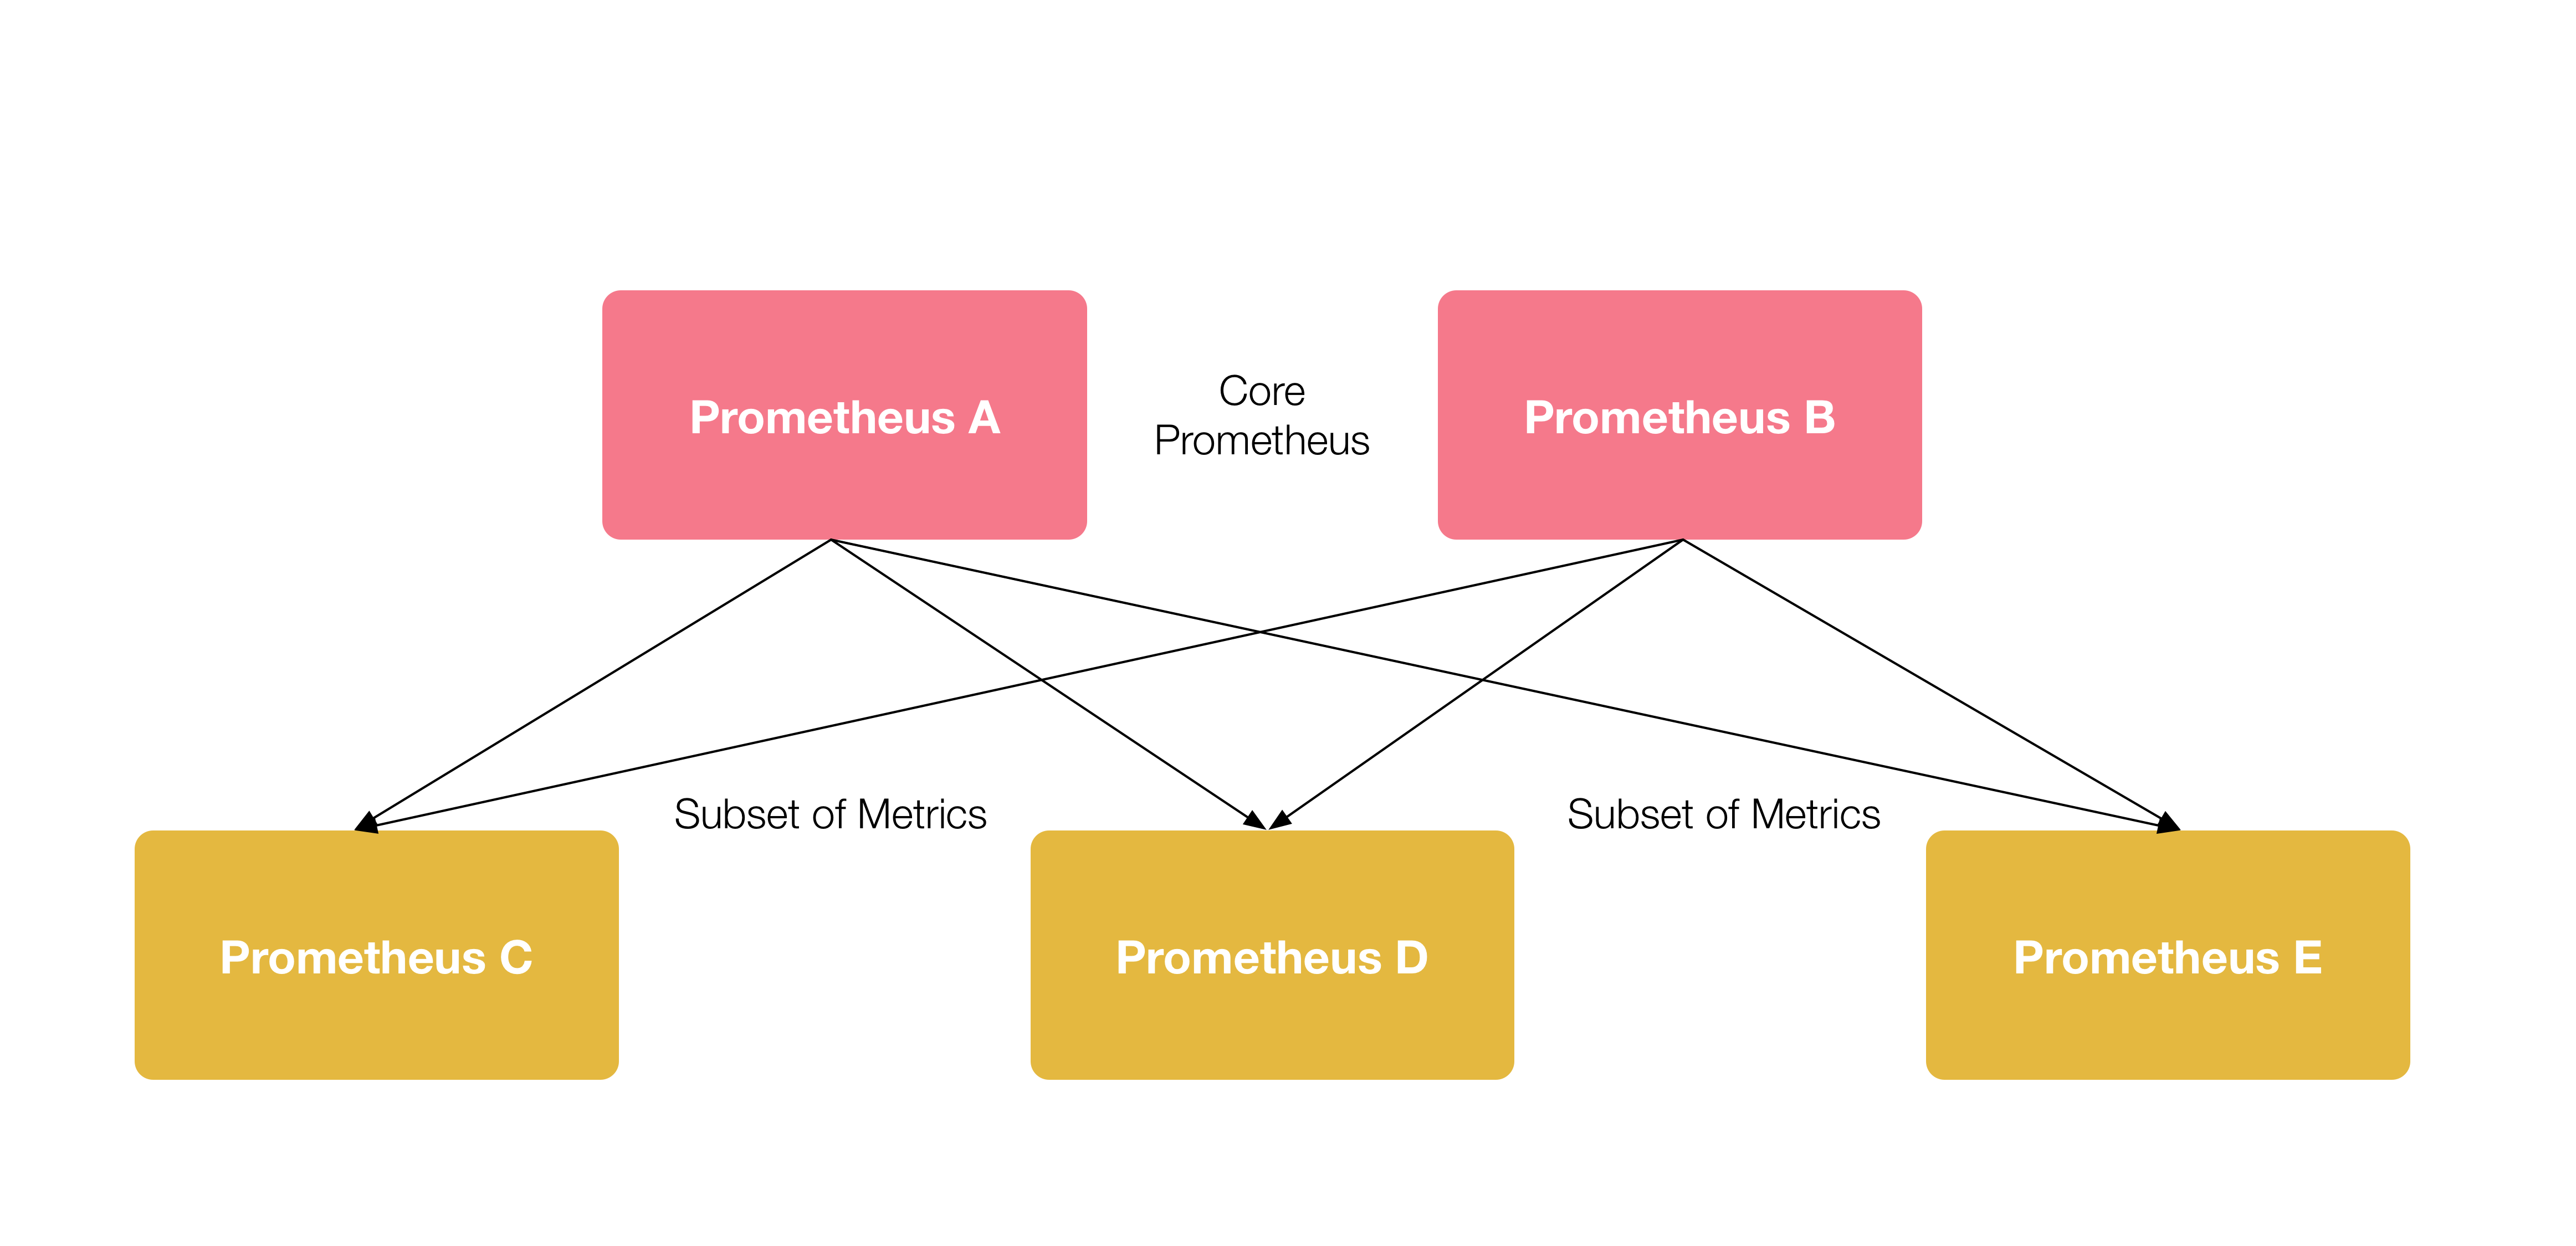 Prometheus A
Core
Prometheus
Prometheus B
Subset of Metrics
Subset of Metrics
Prometheus C
Prometheus D
Prometheus E